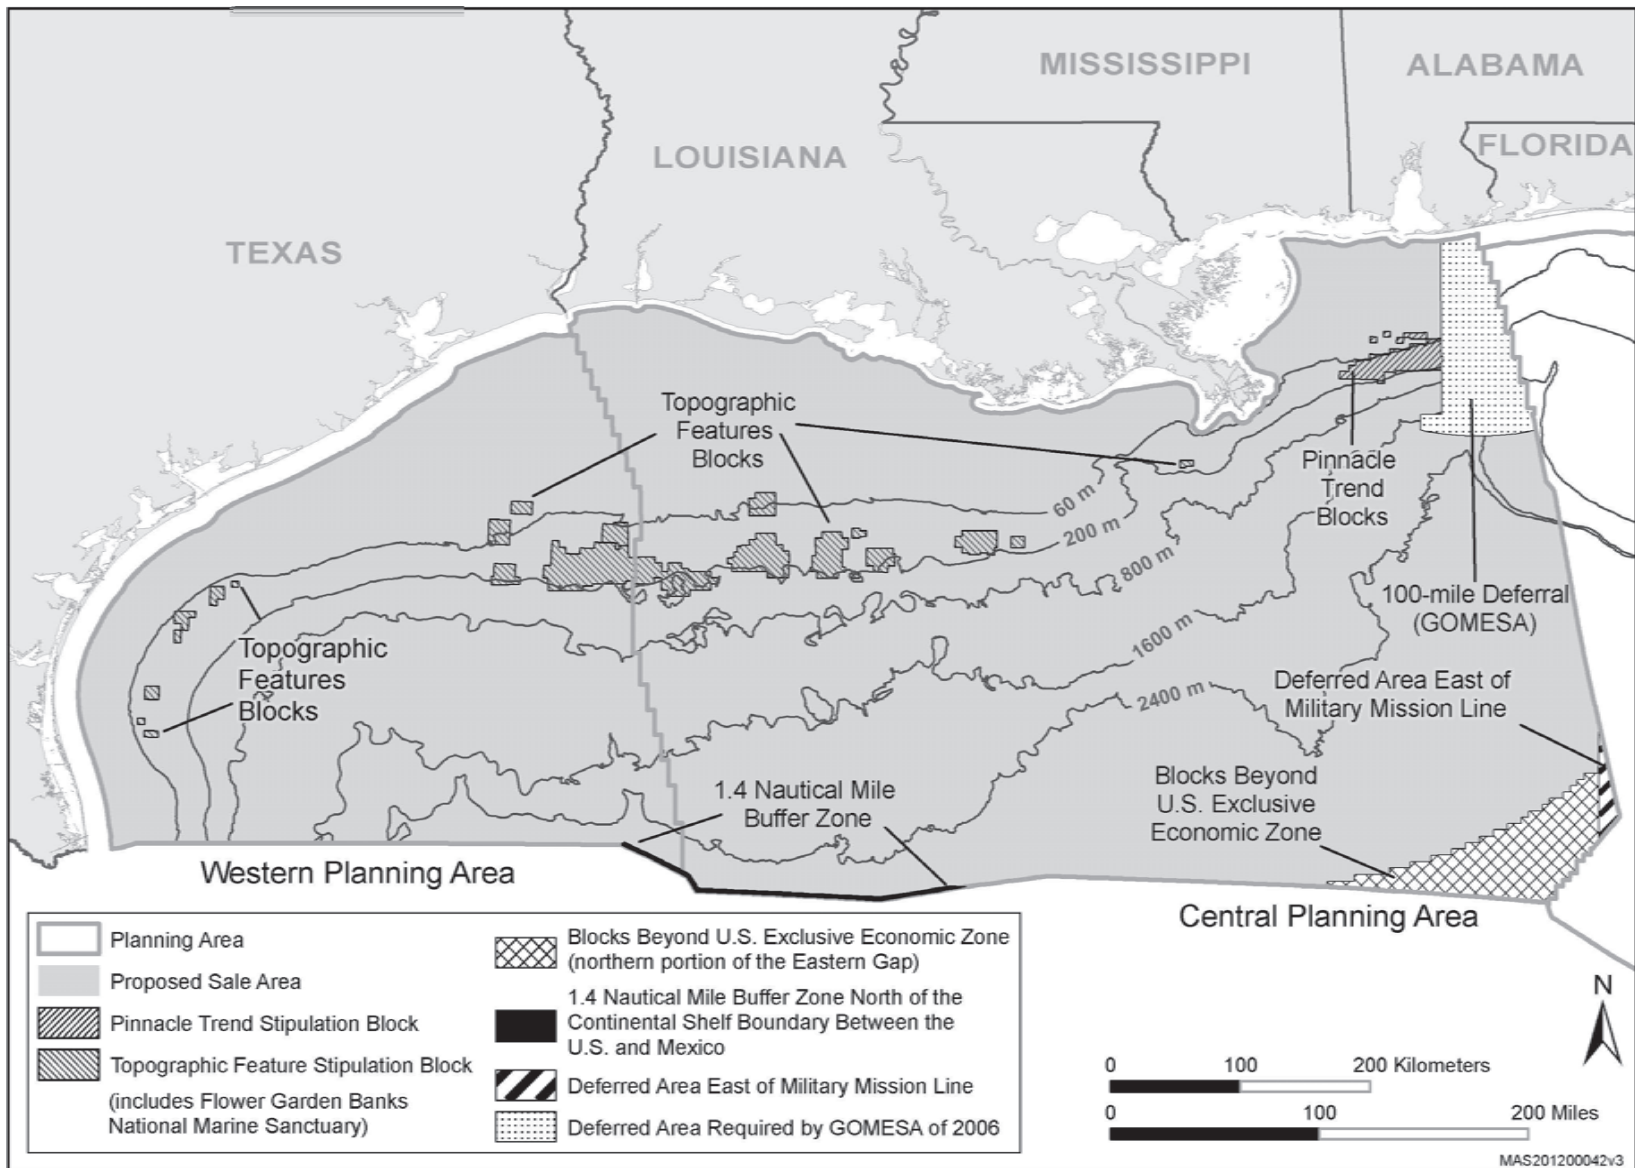 MISSISSIPPI
ALABAMA
FLORIDA
LOUISIANA
TEXAS
Topographic
Features
Blocks
Pinnacle
Trend
Blocks
60 m
200 m
800 m
1600 m
2400 m
100-mile Deferral
(GOMESA)
Topographic
Features
Blocks
Deferred Area East of
Military Mission Line
1.4 Nautical Mile
Buffer Zone
Blocks Beyond
U.S. Exclusive
Economic Zone
Western Planning Area
Central Planning Area
Planning Area
Proposed Sale Area
Pinnacle Trend Stipulation Block
Topographic Feature Stipulation Block
(includes Flower Garden Banks
National Marine Sanctuary)
Blocks Beyond U.S. Exclusive Economic Zone
(northern portion of the Eastern Gap)
1.4 Nautical Mile Buffer Zone North of the
Continental Shelf Boundary Between the
U.S. and Mexico
Deferred Area East of Military Mission Line
Deferred Area Required by GOMESA of 2006
N
0 100 200 Kilometers
0 100 200 Miles
MAS201200042v3